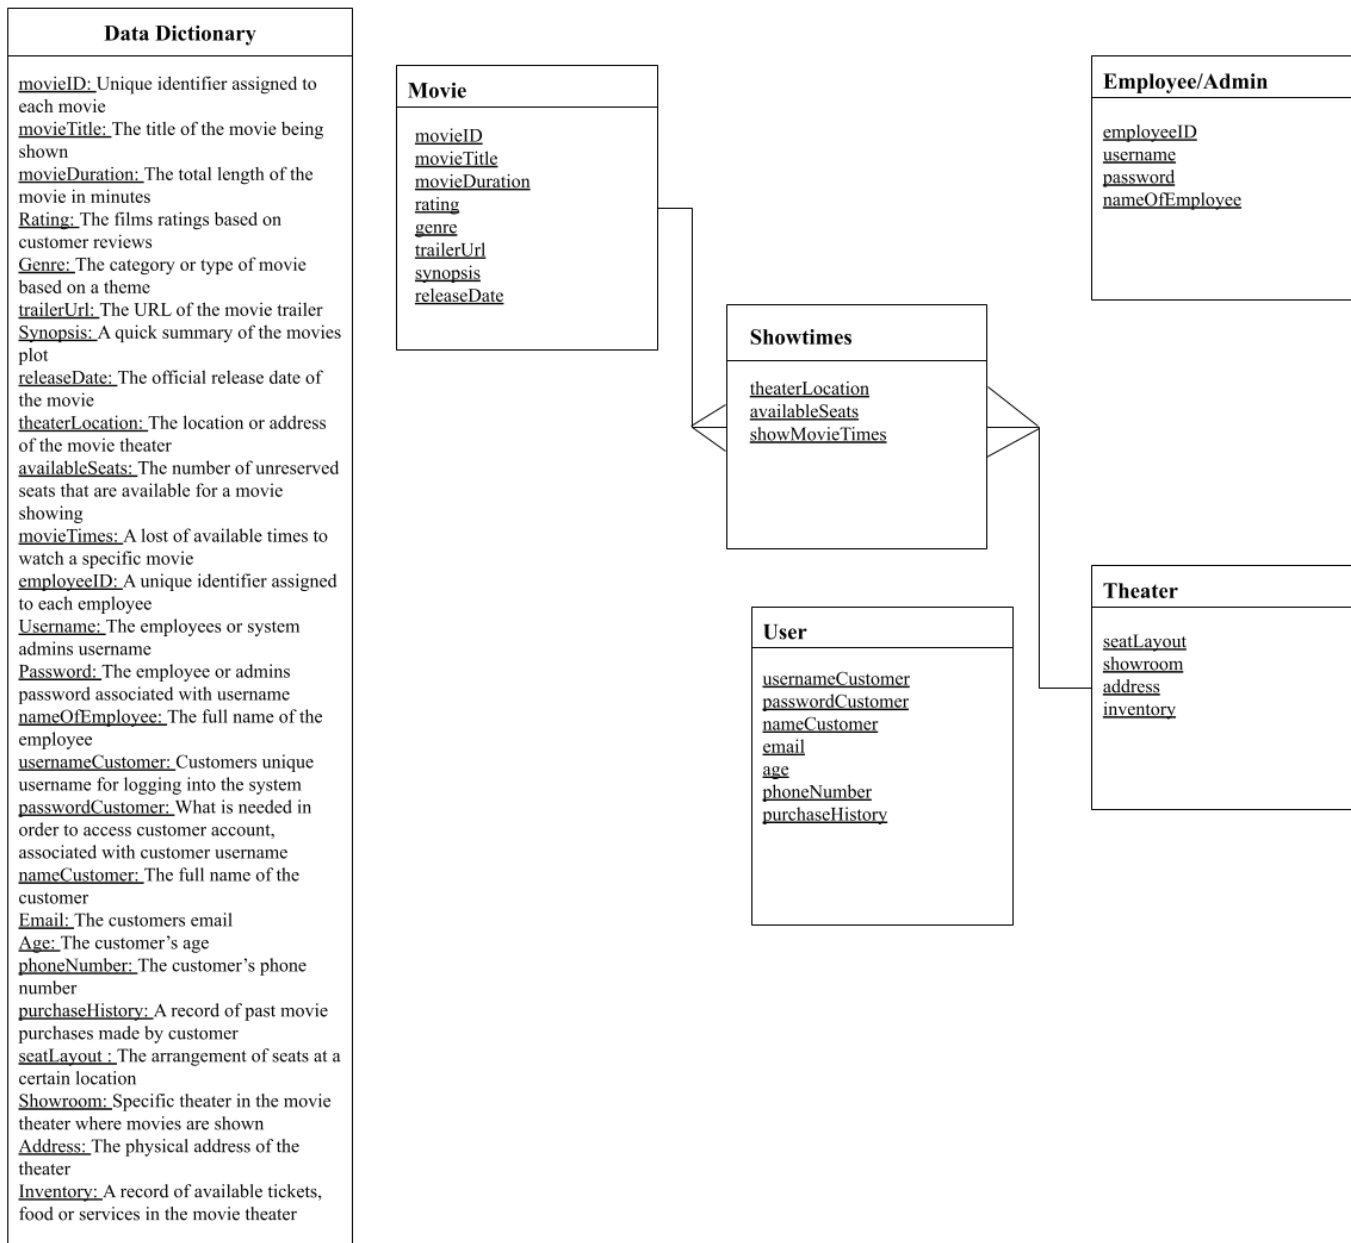 Data Dictionary
movieID: Unique identifier assigned to
each movie
movieTitle: The title of the movie being
shown
movieDuration: The total length of the
movie in minutes
Rating: The films ratings based on
customer reviews
Genre: The category or type of movie
based on a theme
trailerUrl: The URL of the movie trailer
Synopsis: A quick summary of the movies
plot
releaseDate: The official release date of
the movie
theaterLocation: The location or address
of the movie theater
availableSeats: The number of unreserved
seats that are available for a movie
showing
movieTimes: A lost of available times to
watch a specific movie
employeeID: A unique identifier assigned
to each employee
Username: The employees or system
admins username
Password: The employee or admins
password associated with username
nameOfEmployee: The full name of the
employee
usernameCustomer: Customers unique
username for logging into the system
passwordCustomer: What is needed in
order to access customer account,
associated with customer username
nameCustomer: The full name of the
customer
Email: The customers email
Age: The customer’s age
phoneNumber: The customer’s phone
number
purchaseHistory: A record of past movie
purchases made by customer
seatLayout : The arrangement of seats at a
certain location
Showroom: Specific theater in the movie
theater where movies are shown
Address: The physical address of the
theater
Inventory: A record of available tickets,
food or services in the movie theater
Movie
movieID
movieTitle
movieDuration
rating
genre
trailerUrl
synopsis
releaseDate
Showtimes
theaterLocation
availableSeats
showMovieTimes
User
usernameCustomer
passwordCustomer
nameCustomer
email
age
phoneNumber
purchaseHistory
Employee/Admin
employeeID
username
password
nameOfEmployee
Theater
seatLayout
showroom
address
inventory